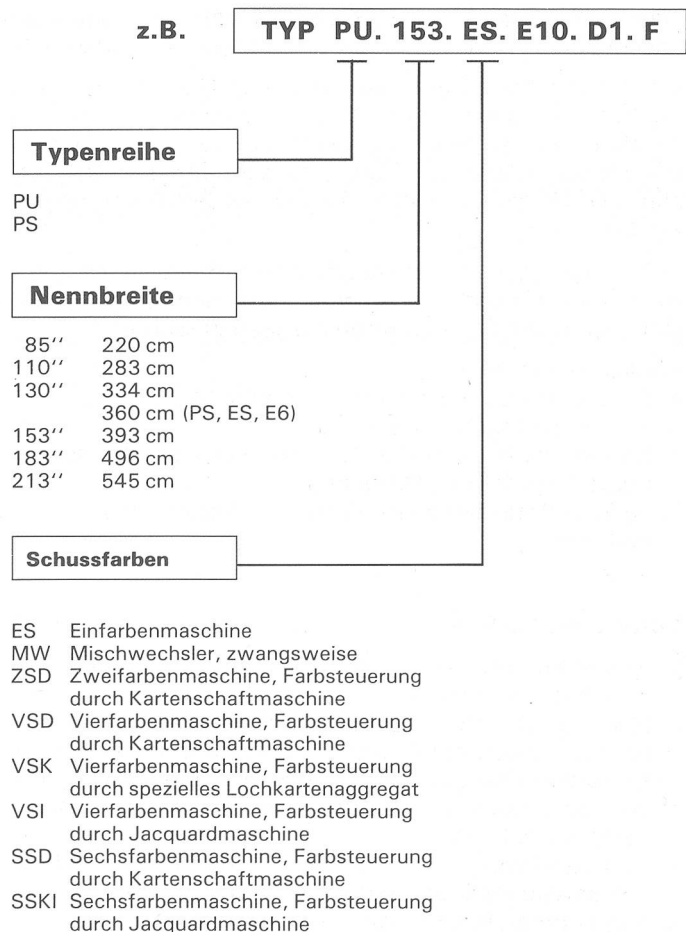 z.B. TYP PU. 153. ES. E10. D1. F
Typenreihe
PU
PS
Nennbreite
85'' 220 cm
110'' 283 cm
130'' 334 cm
360 cm (PS, ES, E6)
153'' 393 cm
183'' 496 cm
213'' 545 cm
Schussfarben
ES Einfarbenmaschine
MW Mischwechsler, zwangsweise
ZSD Zweifarbenmaschine, Farbsteuerung
durch Kartenschaftmaschine
VSD Vierfarbenmaschine, Farbsteuerung
durch Kartenschaftmaschine
VSK Vierfarbenmaschine, Farbsteuerung
durch spezielles Lochkartenaggregat
VSI Vierfarbenmaschine, Farbsteuerung
durch Jacquardmaschine
SSD Sechsfarbenmaschine, Farbsteuerung
durch Kartenschaftmaschine
SSKI Sechsfarbenmaschine, Farbsteuerung
durch Jacquardmaschine